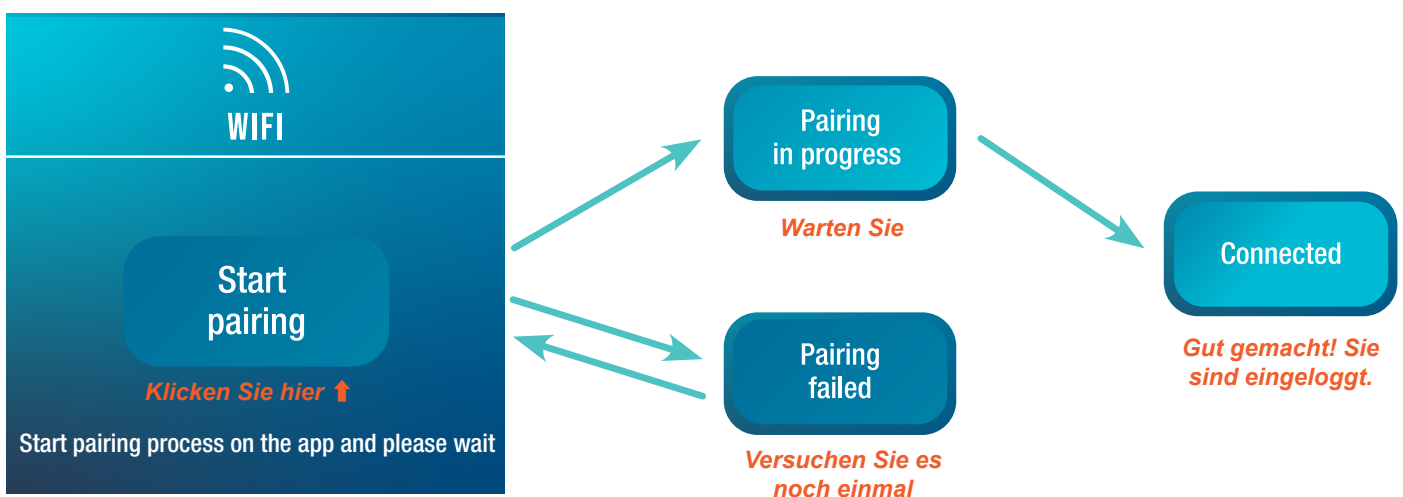 WIFI
Start
pairing
Klicken Sie hier
Start pairing process on the app and please wait
Pairing
in progress
Warten Sie
Pairing
failed
Versuchen Sie es
noch einmal
Connected
Gut gemacht! Sie
sind eingeloggt.